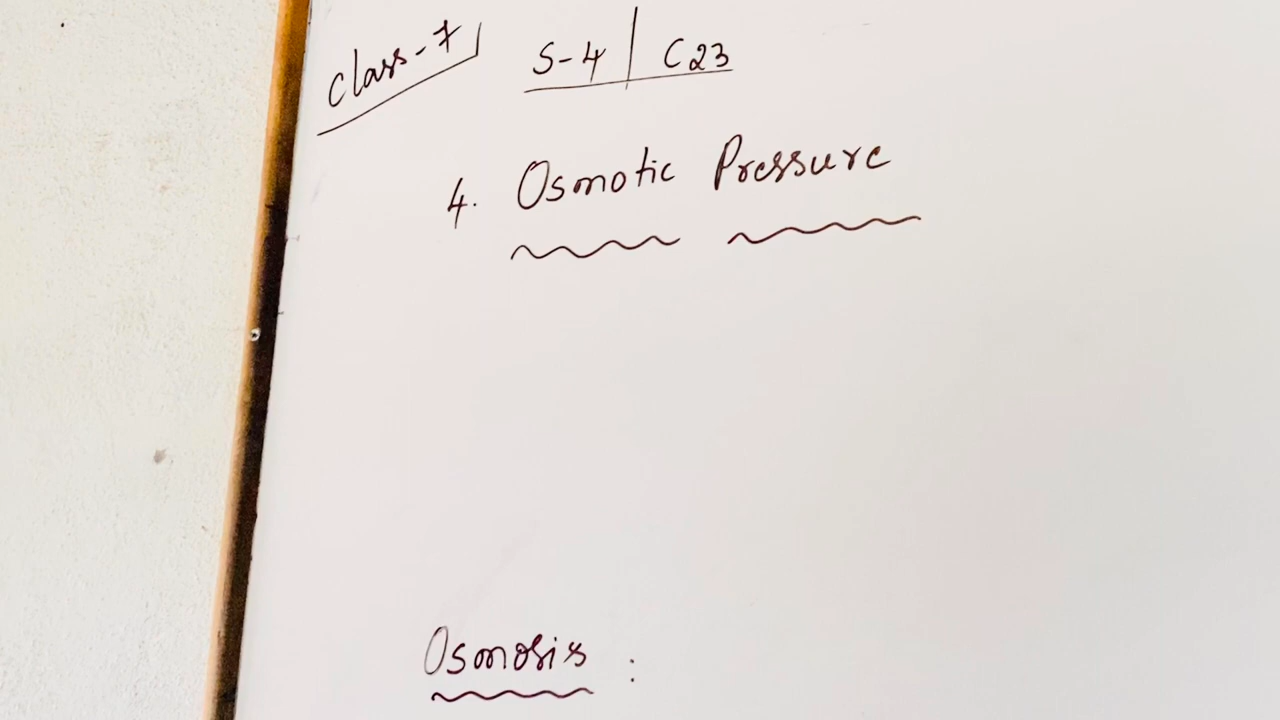 Class-7
S-4 | C23
4. Osmotic Pressure
Osmosis :